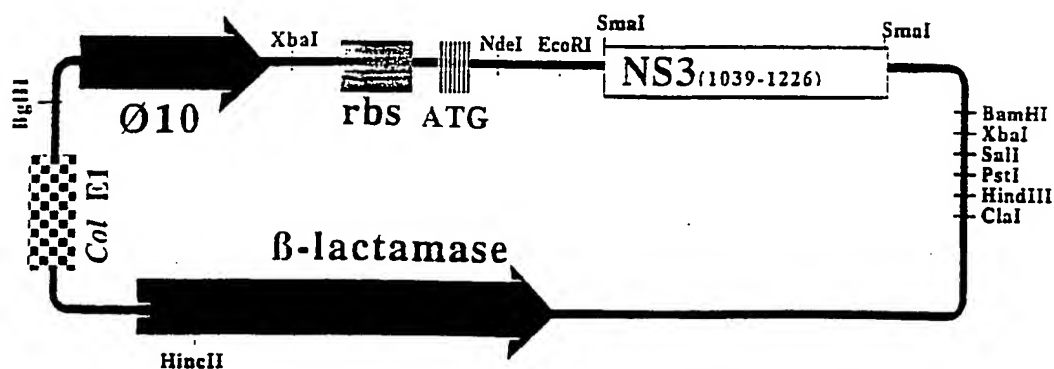 SmaI
SmaI
XbaI
NdeI
EcoRI
NS3(1039-1226)
BglII
Ø10
rbs
ATG
BamHI
XbaI
SalI
PstI
HindIII
ClaI
Col E1
ß-lactamase
HincII